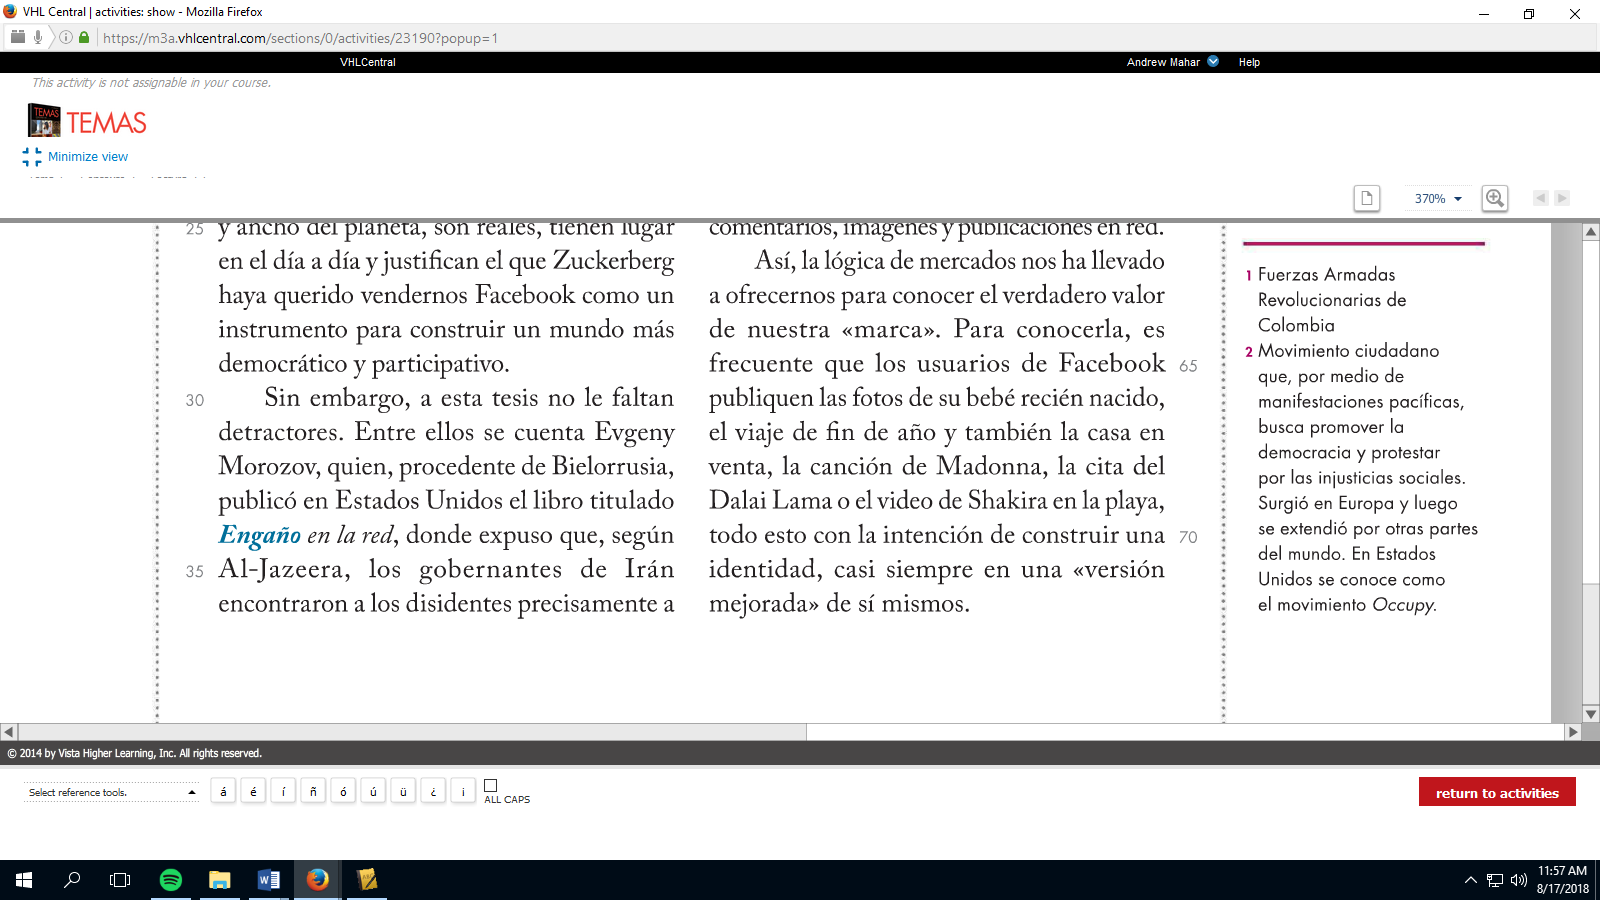 VHL Central | activities: show - Mozilla Firefox
https://m3a.vhlcentral.com/sections/0/activities/23190?popup=1
VHLCentral
Andrew Mahar
Help
This activity is not assignable in your course.
TEMAS
TEMAS
Minimize view
370%
25
y ancho del planeta, son reales, tienen lugar
en el día a día y justifican el que Zuckerberg
haya querido vendernos Facebook como un
instrumento para construir un mundo más
democrático y participativo.
30 Sin embargo, a esta tesis no le faltan
detractores. Entre ellos se cuenta Evgeny
Morozov, quien, procedente de Bielorrusia,
publicó en Estados Unidos el libro titulado
Engaño en la red, donde expuso que, según
35 Al-Jazeera, los gobernantes de Irán
encontraron a los disidentes precisamente a
comentarios, imágenes y publicaciones en red.
Así, la lógica de mercados nos ha llevado
a ofrecernos para conocer el verdadero valor
de nuestra «marca». Para conocerla, es
frecuente que los usuarios de Facebook 65
publiquen las fotos de su bebé recién nacido,
el viaje de fin de año y también la casa en
venta, la canción de Madonna, la cita del
Dalai Lama o el video de Shakira en la playa,
todo esto con la intención de construir una 70
identidad, casi siempre en una «versión
mejorada» de sí mismos.
1 Fuerzas Armadas
Revolucionarias de
Colombia
2 Movimiento ciudadano
que, por medio de
manifestaciones pacíficas,
busca promover la
democracia y protestar
por las injusticias sociales.
Surgió en Europa y luego
se extendió por otras partes
del mundo. En Estados
Unidos se conoce como
el movimiento Occupy.
© 2014 by Vista Higher Learning, Inc. All rights reserved.
Select reference tools.
á é í ñ ó ú ü ¿ ¡
ALL CAPS
return to activities
11:57 AM
8/17/2018